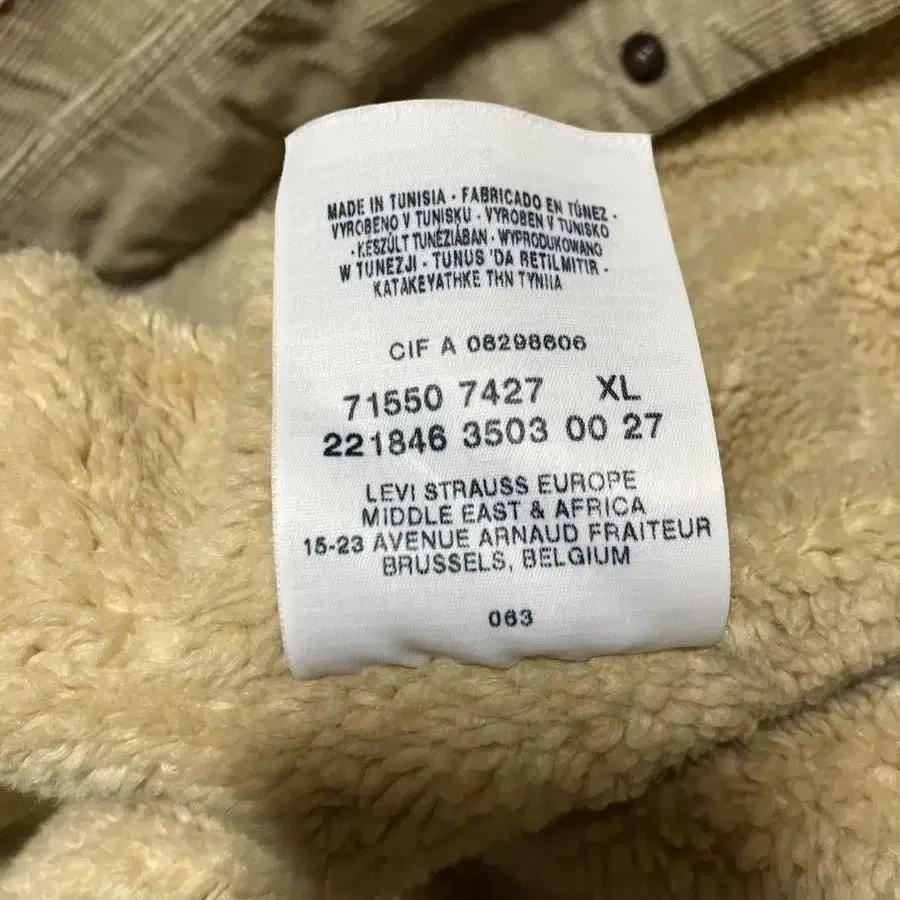 MADE IN TUNISIA · FABRICADO EN TÚNEZ ·
VYROBENO V TUNISKU · VYROBEN V TUNISKO
· KÉSZÜLT TUNÉZIÁBAN · WYPRODUKOWANO
W TUNEZJI · TUNUS 'DA RETILMITIR ·
KATAKEYATHKE THN TYNIIA
CIF A 08298606
71550 7427 XL
221846 3503 00 27
LEVI STRAUSS EUROPE
MIDDLE EAST & AFRICA
15-23 AVENUE ARNAUD FRAITEUR
BRUSSELS, BELGIUM
063